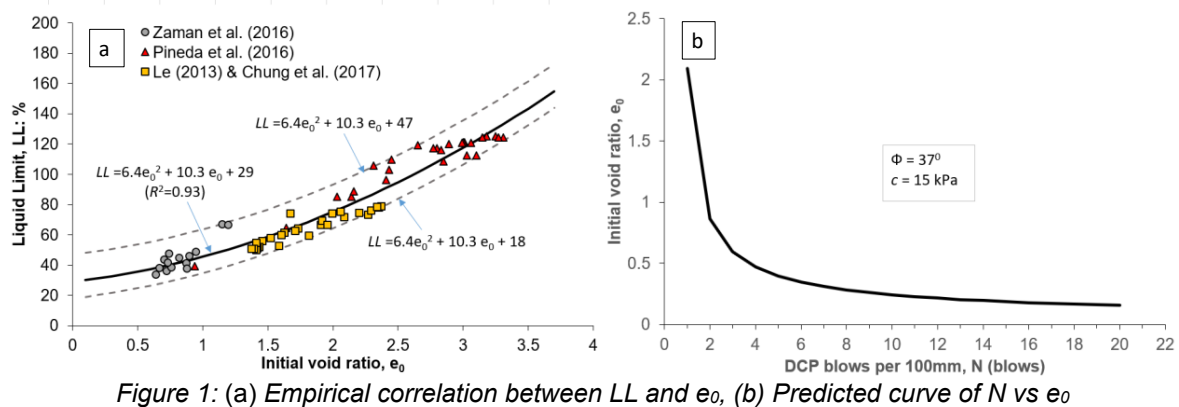 a
Zaman et al. (2016)
Pineda et al. (2016)
Le (2013) & Chung et al. (2017)
LL =6.4e₀² + 10.3 e₀ + 47
LL =6.4e₀² + 10.3 e₀ + 29
(R²=0.93)
LL =6.4e₀² + 10.3 e₀ + 18
Liquid Limit, LL: %
200
180
160
140
120
100
80
60
40
20
0
0 0.5 1 1.5 2 2.5 3 3.5 4
Initial void ratio, e₀
b
Φ = 37⁰
c = 15 kPa
Initial void ratio, e₀
2.5
2
1.5
1
0.5
0
0 2 4 6 8 10 12 14 16 18 20 22
DCP blows per 100mm, N (blows)
Figure 1: (a) Empirical correlation between LL and e₀, (b) Predicted curve of N vs e₀